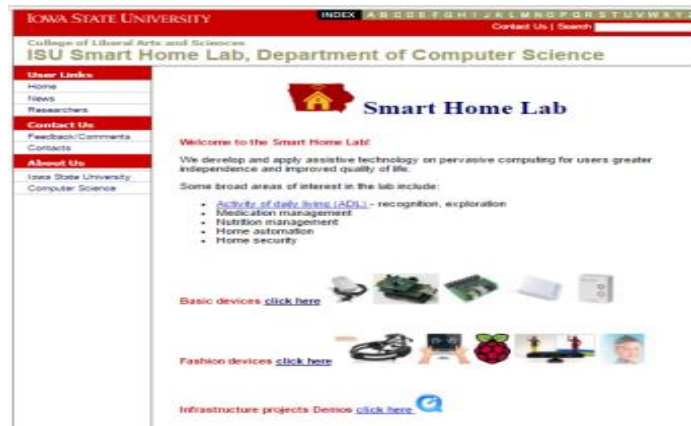 IOWA STATE UNIVERSITY
INDEX A B C D E F G H I J K L M N O P Q R S T U V W X Y Z
Contact Us | Search
College of Liberal Arts and Sciences
ISU Smart Home Lab, Department of Computer Science
User Links
Home
News
Researchers
Contact Us
Feedback/Comments
Contacts
About Us
Iowa State University
Computer Science
Smart Home Lab
Welcome to the Smart Home Lab!
We develop and apply assistive technology on pervasive computing for users greater
independence and improved quality of life.
Some broad areas of interest in the lab include:
Activity of daily living (ADL) - recognition, exploration
Medication management
Nutrition management
Home automation
Home security
Basic devices click here
Fashion devices click here
Infrastructure projects Demos click here